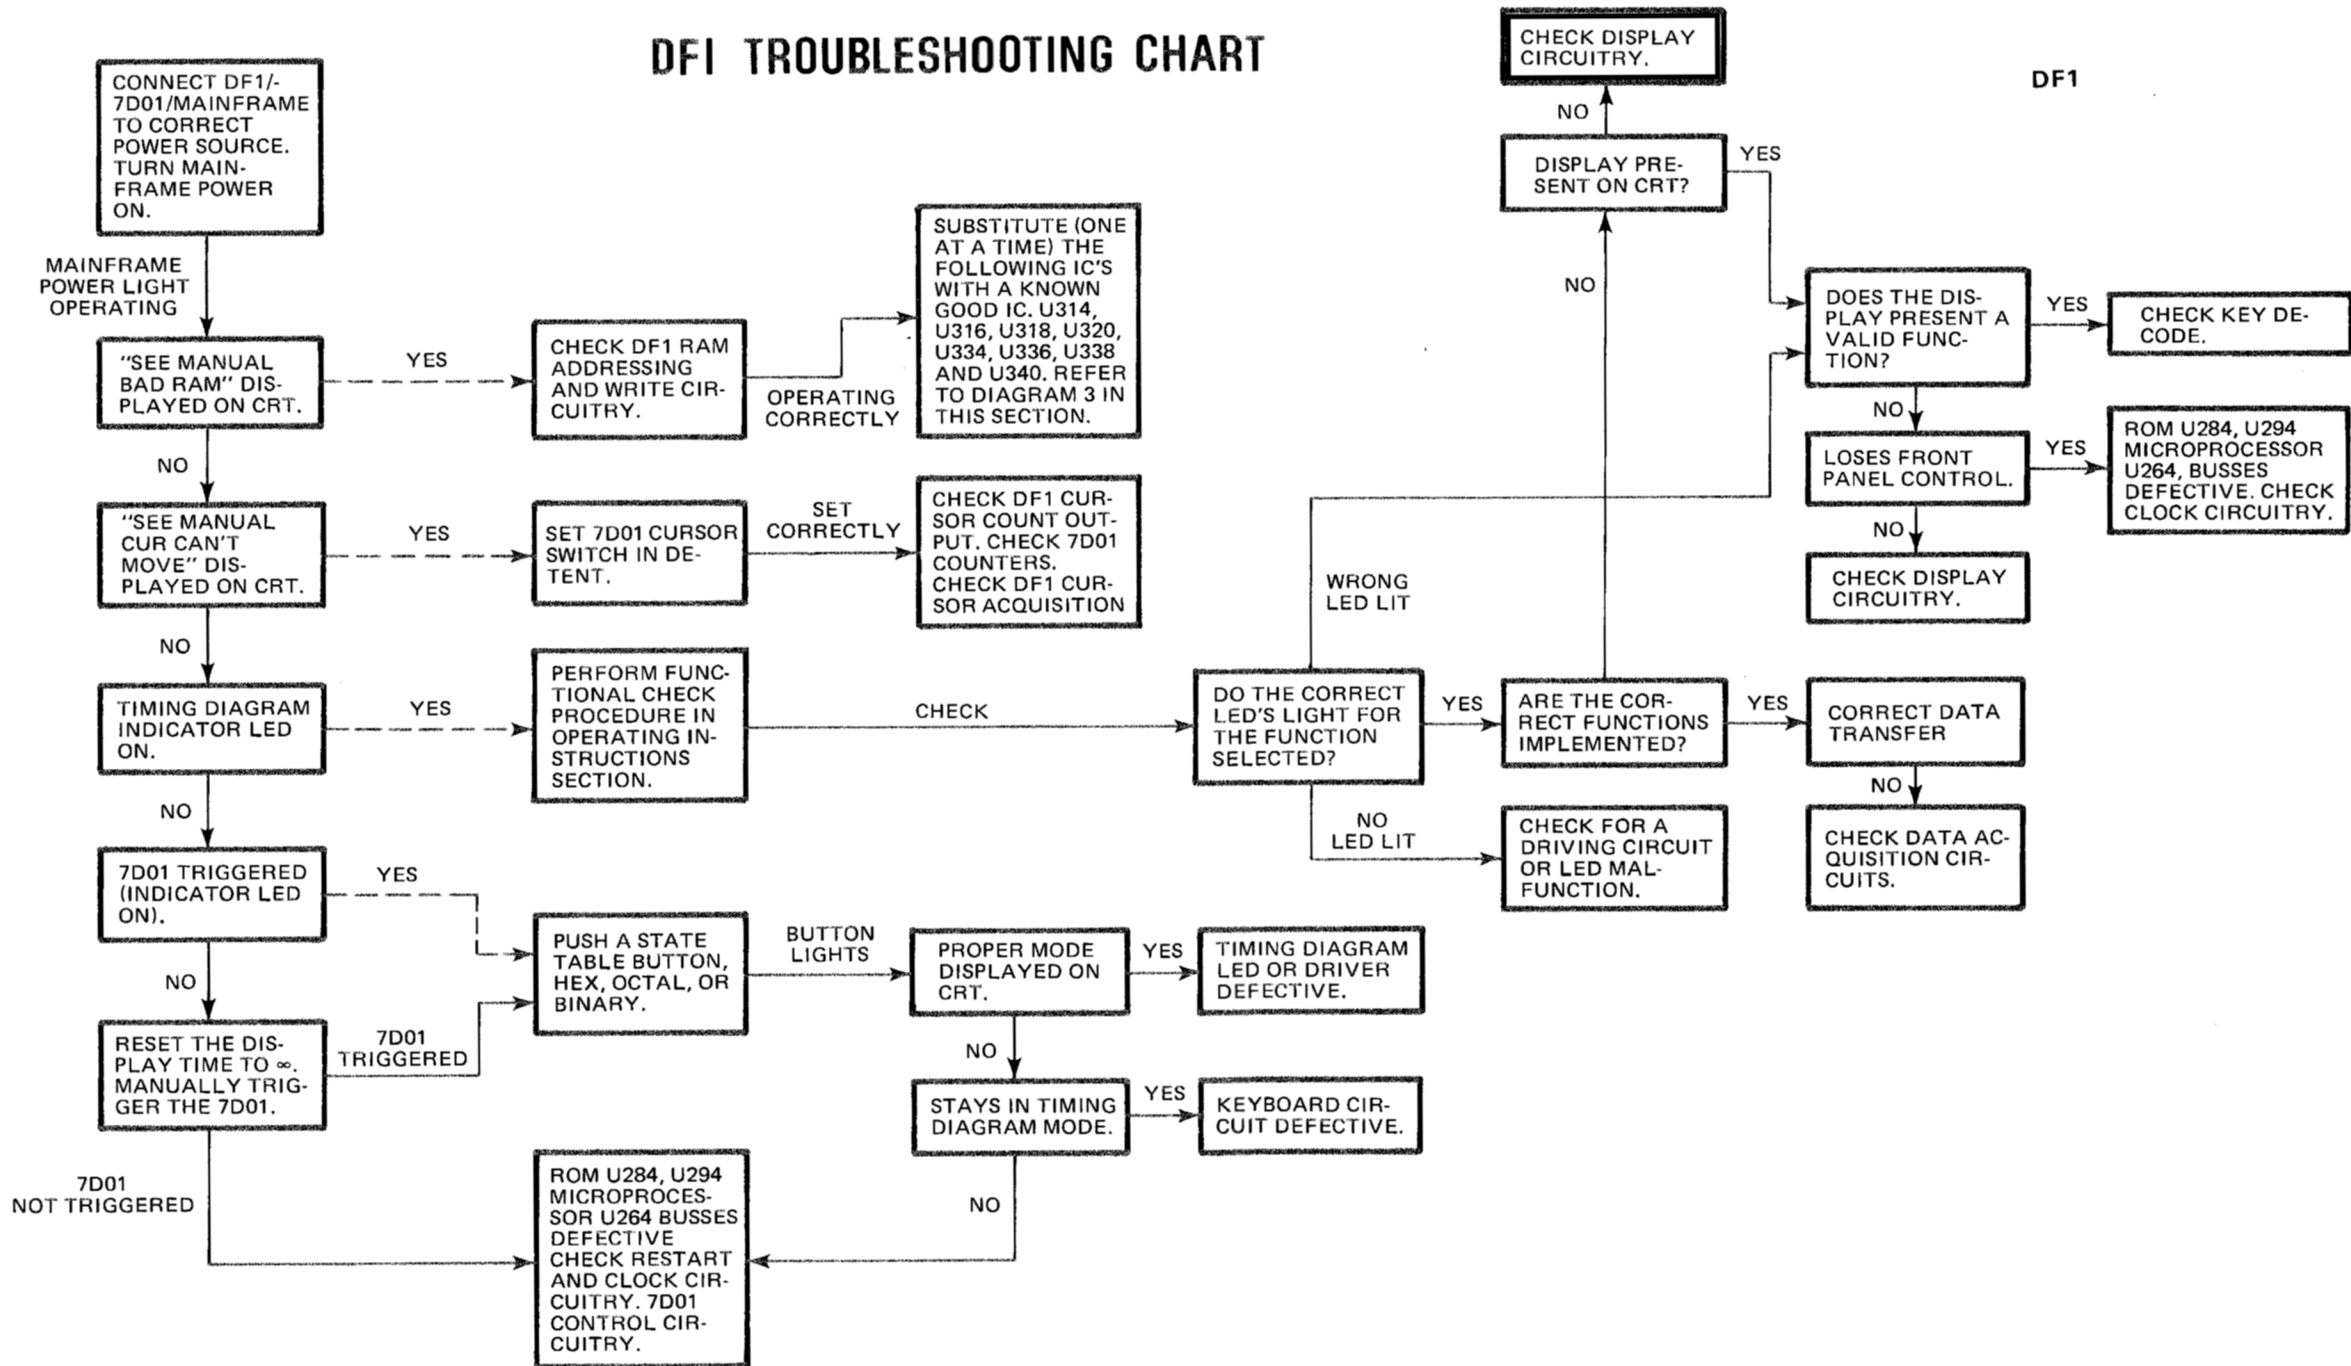 DF1 TROUBLESHOOTING CHART
DF1
CONNECT DF1/-
7D01/MAINFRAME
TO CORRECT
POWER SOURCE.
TURN MAIN-
FRAME POWER
ON.
MAINFRAME
POWER LIGHT
OPERATING
"SEE MANUAL
BAD RAM" DIS-
PLAYED ON CRT.
YES
CHECK DF1 RAM
ADDRESSING
AND WRITE CIR-
CUITRY.
OPERATING
CORRECTLY
SUBSTITUTE (ONE
AT A TIME) THE
FOLLOWING IC'S
WITH A KNOWN
GOOD IC. U314,
U316, U318, U320,
U334, U336, U338
AND U340. REFER
TO DIAGRAM 3 IN
THIS SECTION.
NO
"SEE MANUAL
CUR CAN'T
MOVE" DIS-
PLAYED ON CRT.
YES
SET 7D01 CURSOR
SWITCH IN DE-
TENT.
SET
CORRECTLY
CHECK DF1 CUR-
SOR COUNT OUT-
PUT. CHECK 7D01
COUNTERS.
CHECK DF1 CUR-
SOR ACQUISITION
NO
TIMING DIAGRAM
INDICATOR LED
ON.
YES
PERFORM FUNC-
TIONAL CHECK
PROCEDURE IN
OPERATING IN-
STRUCTIONS
SECTION.
CHECK
DO THE CORRECT
LED'S LIGHT FOR
THE FUNCTION
SELECTED?
YES
ARE THE COR-
RECT FUNCTIONS
IMPLEMENTED?
YES
CORRECT DATA
TRANSFER
NO
CHECK DATA AC-
QUISITION CIR-
CUITS.
NO
LED LIT
CHECK FOR A
DRIVING CIRCUIT
OR LED MAL-
FUNCTION.
WRONG
LED LIT
NO
DISPLAY PRE-
SENT ON CRT?
NO
CHECK DISPLAY
CIRCUITRY.
YES
DOES THE DIS-
PLAY PRESENT A
VALID FUNC-
TION?
YES
CHECK KEY DE-
CODE.
NO
LOSES FRONT
PANEL CONTROL.
YES
ROM U284, U294
MICROPROCESSOR
U264, BUSSES
DEFECTIVE. CHECK
CLOCK CIRCUITRY.
NO
CHECK DISPLAY
CIRCUITRY.
NO
7D01 TRIGGERED
(INDICATOR LED
ON).
YES
PUSH A STATE
TABLE BUTTON,
HEX, OCTAL, OR
BINARY.
BUTTON
LIGHTS
PROPER MODE
DISPLAYED ON
CRT.
YES
TIMING DIAGRAM
LED OR DRIVER
DEFECTIVE.
NO
STAYS IN TIMING
DIAGRAM MODE.
YES
KEYBOARD CIR-
CUIT DEFECTIVE.
NO
NO
RESET THE DIS-
PLAY TIME TO ∞.
MANUALLY TRIG-
GER THE 7D01.
7D01
TRIGGERED
7D01
NOT TRIGGERED
ROM U284, U294
MICROPROCES-
SOR U264 BUSSES
DEFECTIVE
CHECK RESTART
AND CLOCK CIR-
CUITRY. 7D01
CONTROL CIR-
CUITRY.